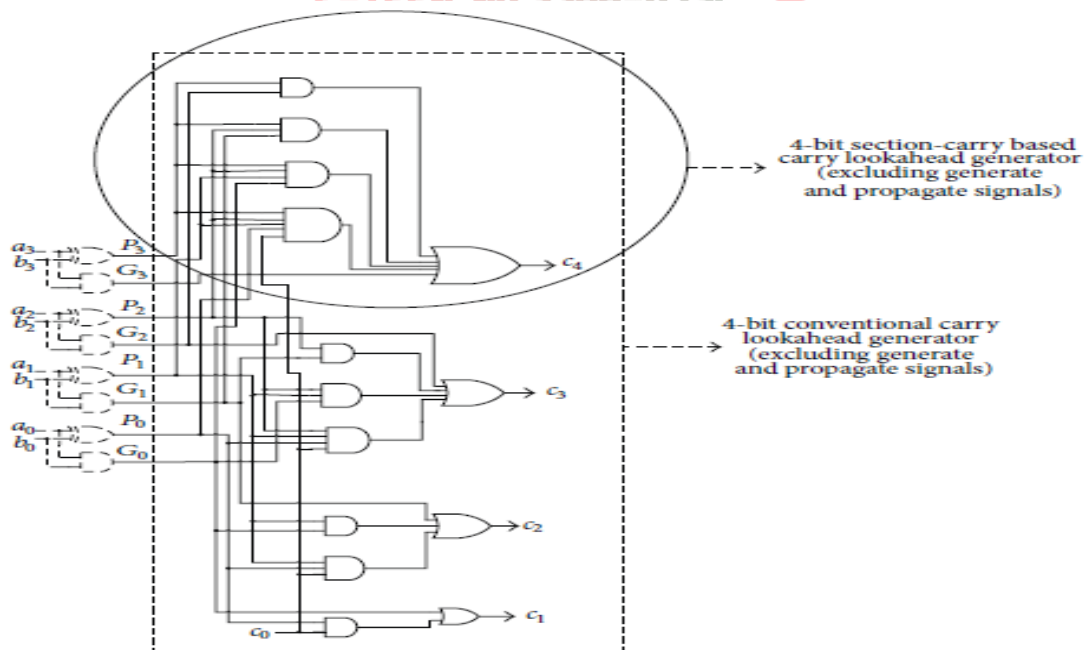 4-bit section-carry based
carry lookahead generator
(excluding generate
and propagate signals)
a3
b3
P3
G3
c4
a2
b2
P2
G2
4-bit conventional carry
lookahead generator
(excluding generate
and propagate signals)
a1
b1
P1
G1
c3
a0
b0
P0
G0
c2
c1
c0